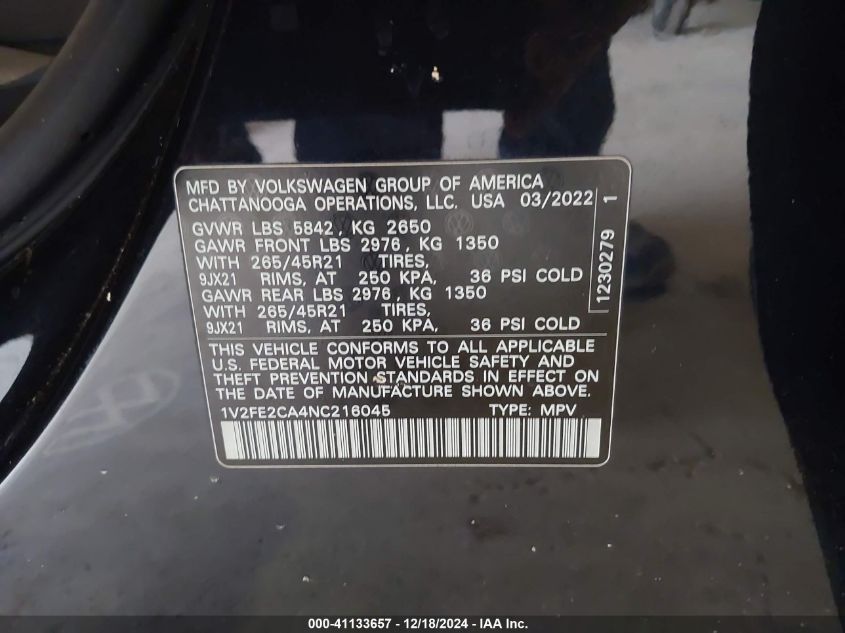 MFD BY VOLKSWAGEN GROUP OF AMERICA
CHATTANOOGA OPERATIONS, LLC. USA 03/2022
GVWR LBS 5842, KG 2650
GAWR FRONT LBS 2976, KG 1350
WITH 265/45R21 TIRES,
9JX21 RIMS, AT 250 KPA, 36 PSI COLD
GAWR REAR LBS 2976, KG 1350
WITH 265/45R21 TIRES,
9JX21 RIMS, AT 250 KPA, 36 PSI COLD
THIS VEHICLE CONFORMS TO ALL APPLICABLE
U.S. FEDERAL MOTOR VEHICLE SAFETY AND
THEFT PREVENTION STANDARDS IN EFFECT ON
THE DATE OF MANUFACTURE SHOWN ABOVE.
1V2FE2CA4NC216045 TYPE: MPV
1230279 1
000-41133657 - 12/18/2024 - IAA Inc.